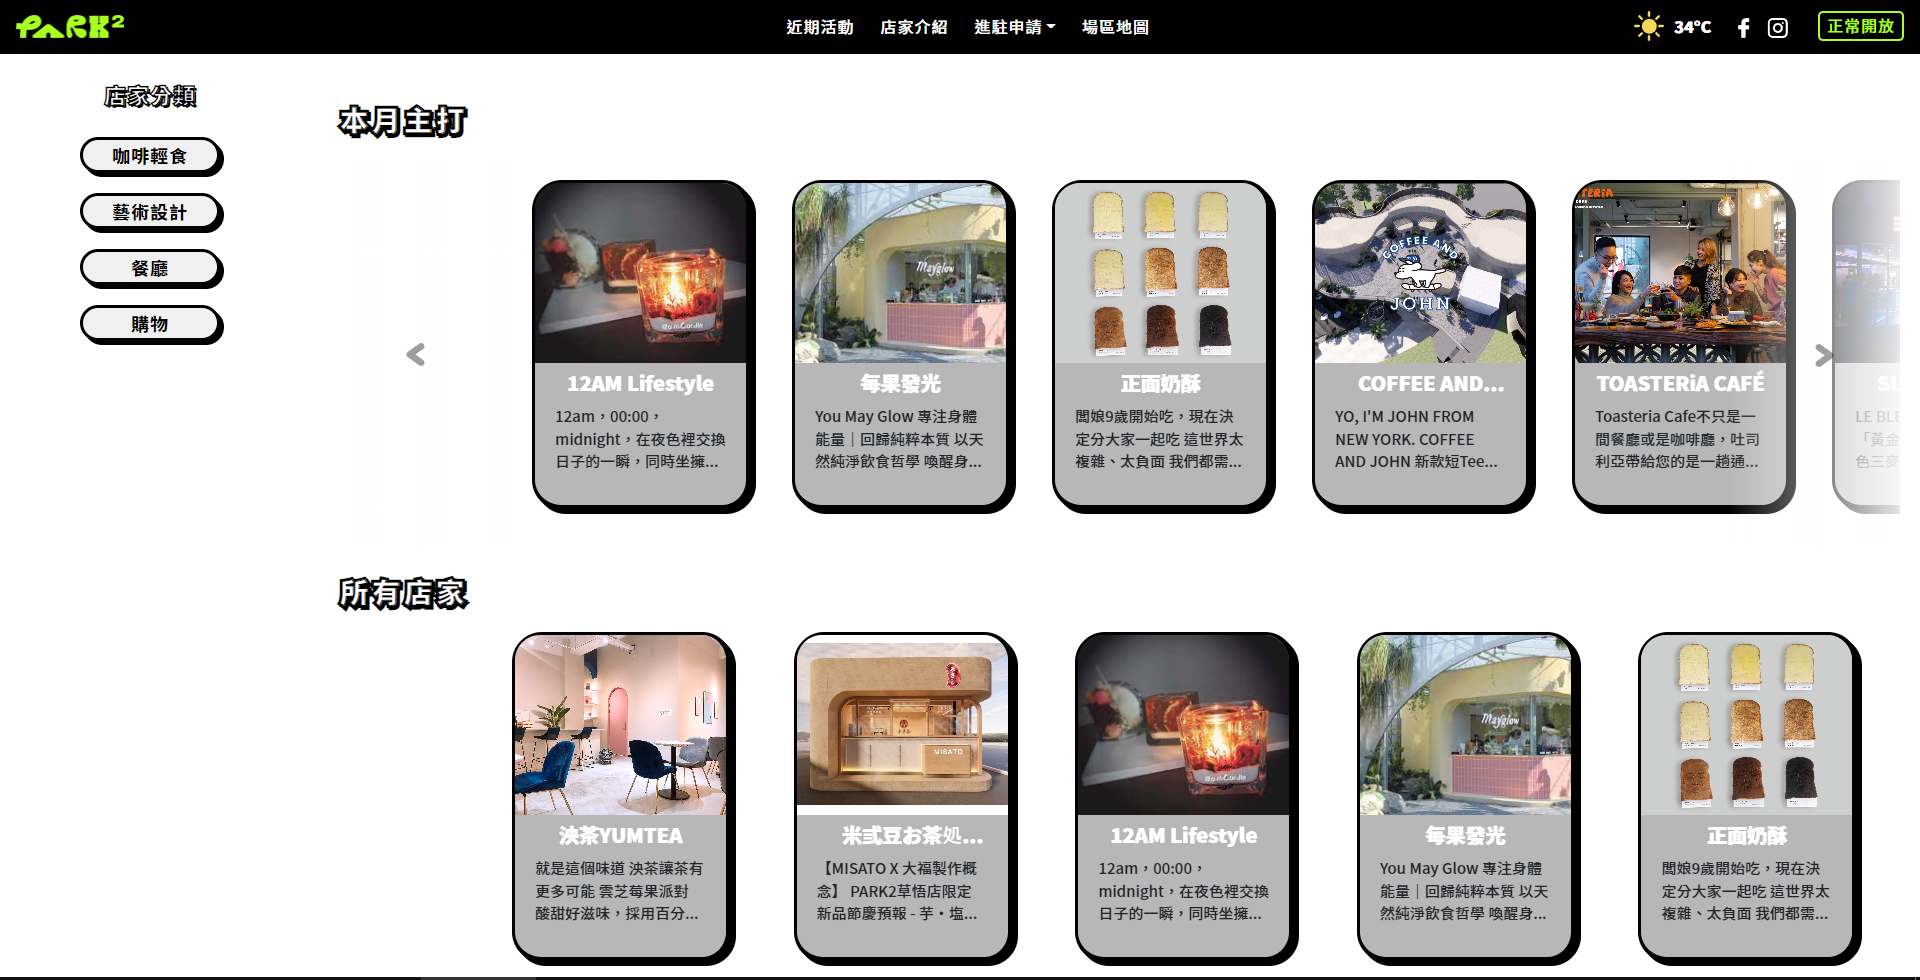 PARK2
近期活動
店家介紹
進駐申請
場區地圖
34°C
正常開放
店家分類
咖啡輕食
藝術設計
餐廳
購物
本月主打
12AM Lifestyle
12am，00:00，
midnight，在夜色裡交換
日子的一瞬，同時坐擁...
Mayglow
每果發光
You May Glow 專注身體
能量｜回歸純粹本質 以天
然純淨飲食哲學 喚醒身...
正面奶酥
闆娘9歲開始吃，現在決
定分大家一起吃 這世界太
複雜、太負面 我們都需...
COFFEE AND
JOHN
COFFEE AND...
YO, I'M JOHN FROM
NEW YORK. COFFEE
AND JOHN 新款短Tee...
TERiA
CAFE
TOASTERiA CAFÉ
Toasteria Cafe不只是一
間餐廳或是咖啡廳，吐司
利亞帶給您的是一趟通...
SU
LE BLE
「黃金
色三麥
所有店家
泱茶YUMTEA
就是這個味道 泱茶讓茶有
更多可能 雲芝莓果派對
酸甜好滋味，採用百分...
MISATO
米弎豆お茶処...
【MISATO X 大福製作概
念】 PARK2草悟店限定
新品節慶預報 - 芋・塩...
12AM Lifestyle
12am，00:00，
midnight，在夜色裡交換
日子的一瞬，同時坐擁...
Mayglow
每果發光
You May Glow 專注身體
能量｜回歸純粹本質 以天
然純淨飲食哲學 喚醒身...
正面奶酥
闆娘9歲開始吃，現在決
定分大家一起吃 這世界太
複雜、太負面 我們都需...